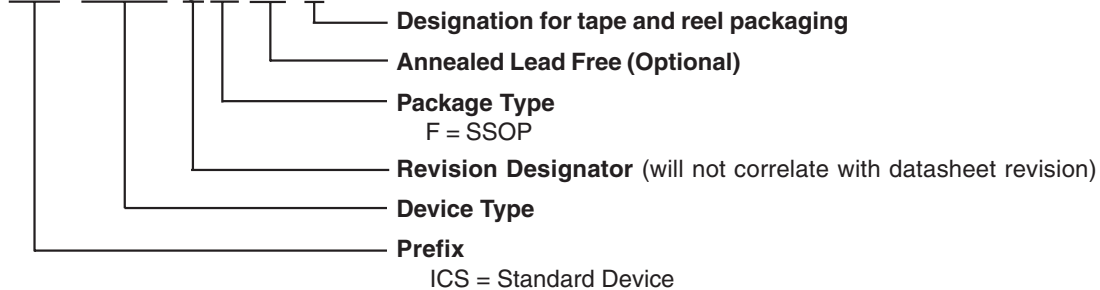 Designation for tape and reel packaging
Annealed Lead Free (Optional)
Package Type
F = SSOP
Revision Designator (will not correlate with datasheet revision)
Device Type
Prefix
ICS = Standard Device